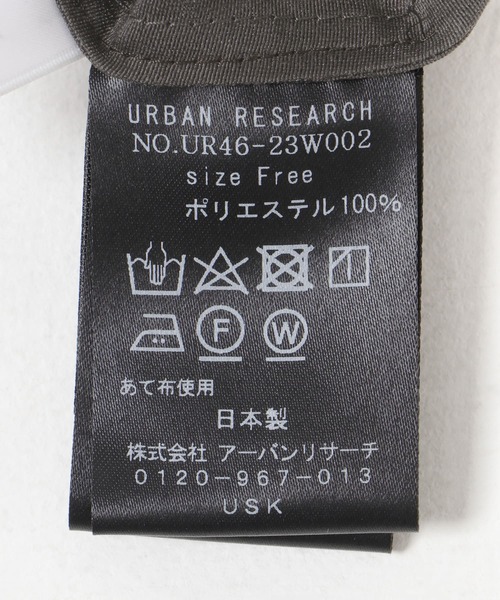 URBAN RESEARCH
NO.UR46-23W002
size Free
ポリエステル100%
F W
あて布使用
日本製
株式会社 アーバンリサーチ
0120-967-013
USK